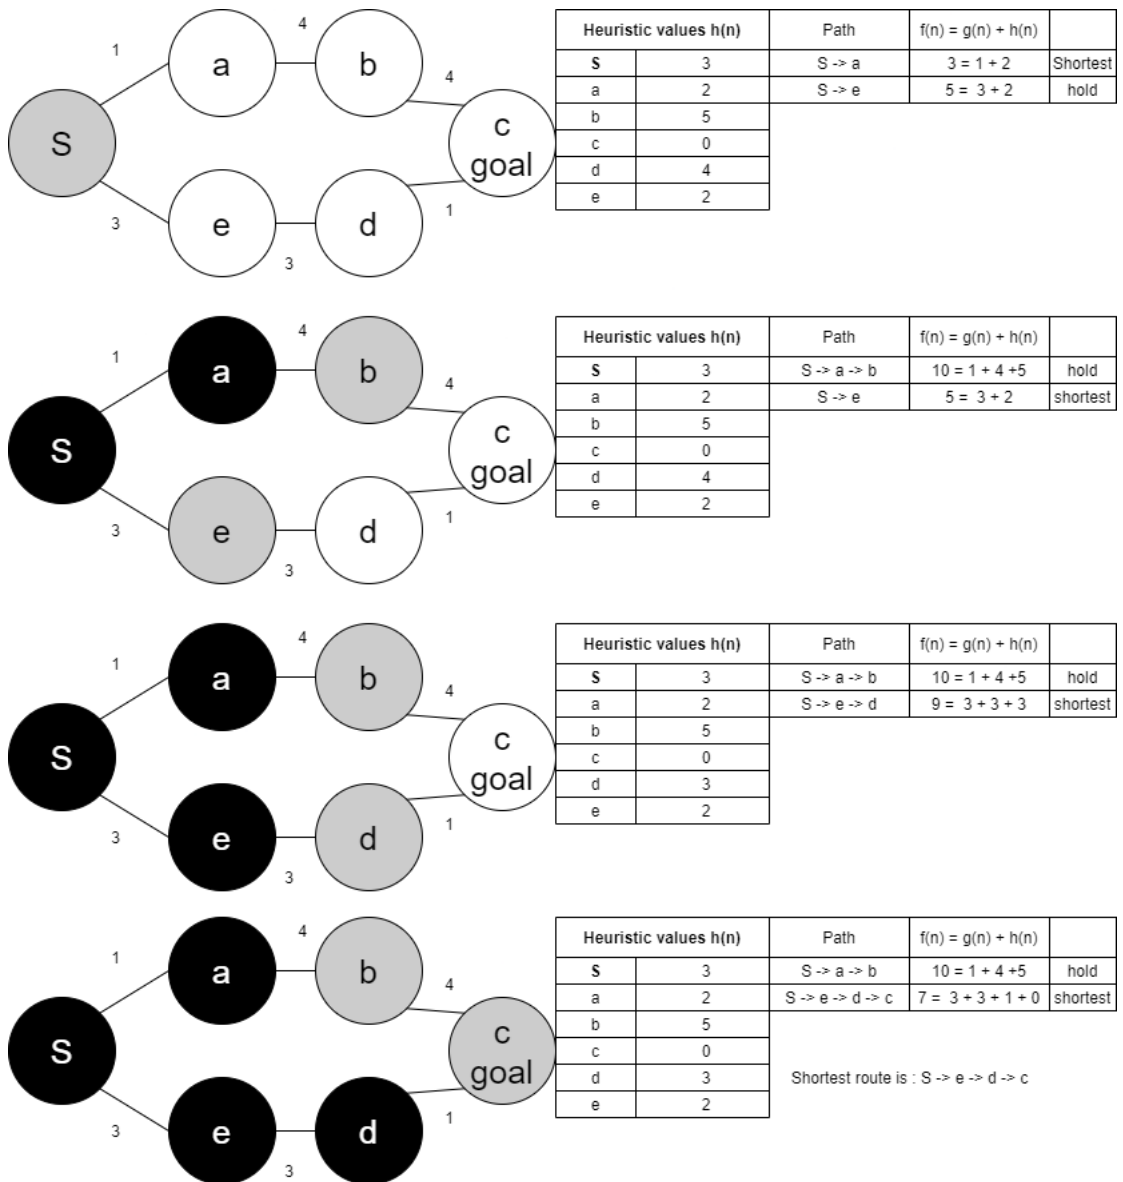 1
4
a
b
4
S
c
goal
3
e
d
1
3
Heuristic values h(n) Path f(n) = g(n) + h(n)
S 3 S -> a 3 = 1 + 2 Shortest
a 2 S -> e 5 = 3 + 2 hold
b 5
c 0
d 4
e 2
1
4
a
b
4
S
c
goal
3
e
d
1
3
Heuristic values h(n) Path f(n) = g(n) + h(n)
S 3 S -> a -> b 10 = 1 + 4 +5 hold
a 2 S -> e 5 = 3 + 2 shortest
b 5
c 0
d 4
e 2
1
4
a
b
4
S
c
goal
3
e
d
1
3
Heuristic values h(n) Path f(n) = g(n) + h(n)
S 3 S -> a -> b 10 = 1 + 4 +5 hold
a 2 S -> e -> d 9 = 3 + 3 + 3 shortest
b 5
c 0
d 3
e 2
1
4
a
b
4
S
c
goal
3
e
d
1
3
Heuristic values h(n) Path f(n) = g(n) + h(n)
S 3 S -> a -> b 10 = 1 + 4 +5 hold
a 2 S -> e -> d -> c 7 = 3 + 3 + 1 + 0 shortest
b 5
c 0
d 3
e 2
Shortest route is : S -> e -> d -> c